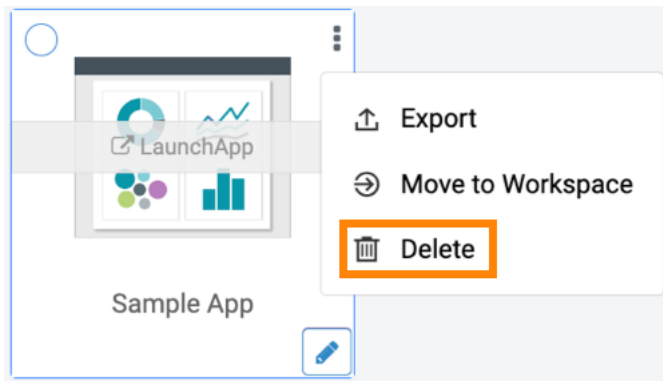 LaunchApp
Sample App
Export
Move to Workspace
Delete